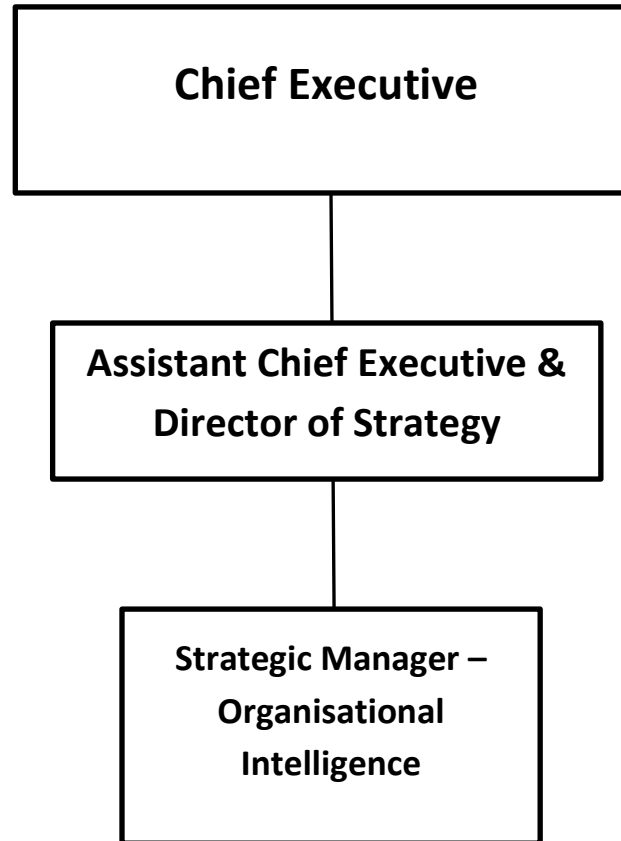 Chief Executive
Assistant Chief Executive &
Director of Strategy
Strategic Manager –
Organisational
Intelligence